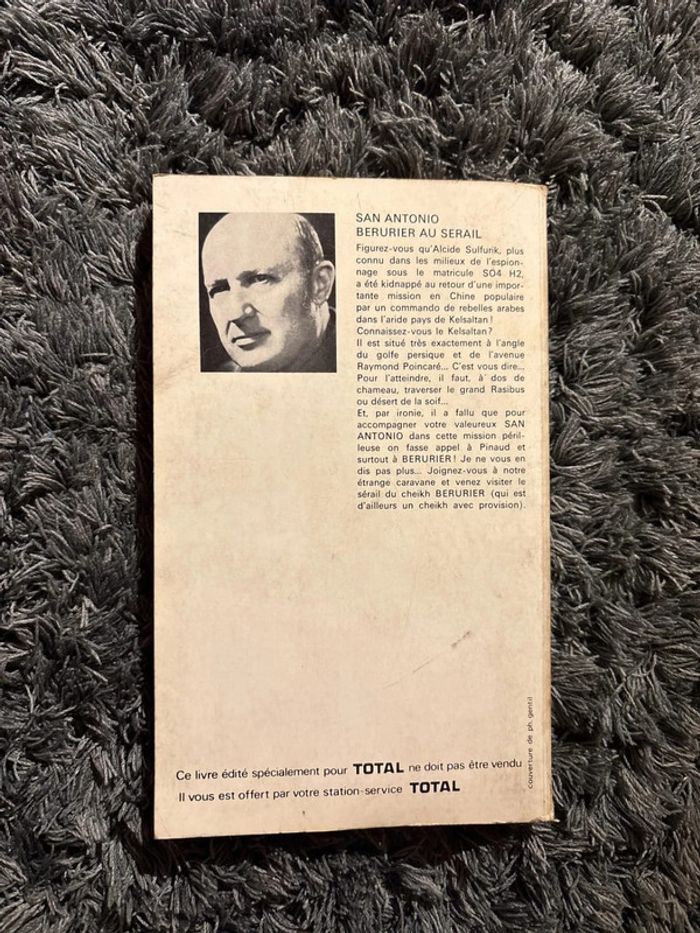 SAN ANTONIO
BERURIER AU SERAIL
Figurez-vous qu'Alcide Sulfurik, plus
connu dans les milieux de l'espion-
nage sous le matricule SO4 H2,
a été kidnappé au retour d'une impor-
tante mission en Chine populaire
par un commando de rebelles arabes
dans l'aride pays de Kelsaltan!
Connaissez-vous le Kelsaltan?
Il est situé très exactement à l'angle
du golfe persique et de l'avenue
Raymond Poincaré... C'est vous dire...
Pour l'atteindre, il faut, à dos de
chameau, traverser le grand Rasibus
ou désert de la soif...
Et, par ironie, il a fallu que pour
accompagner votre valeureux SAN
ANTONIO dans cette mission péril-
leuse on fasse appel à Pinaud et
surtout à BERURIER! Je ne vous en
dis pas plus... Joignez-vous à notre
étrange caravane et venez visiter le
sérail du cheikh BERURIER (qui est
d'ailleurs un cheikh avec provision).
couverture de ph. gentil
Ce livre édité spécialement pour TOTAL ne doit pas être vendu
Il vous est offert par votre station-service TOTAL